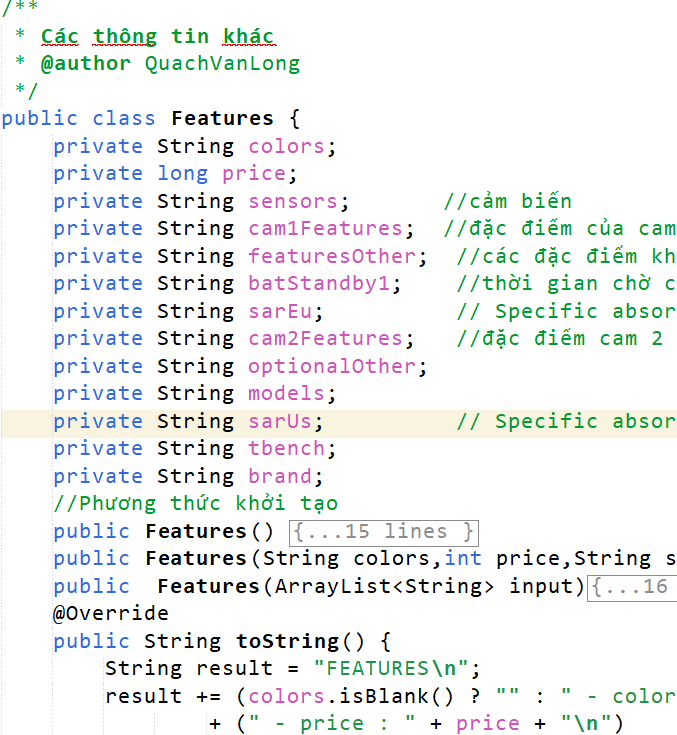 /**
 * Các thông tin khác
 * @author QuachVanLong
 */
public class Features {
    private String colors;
    private long price;
    private String sensors;       //cảm biến
    private String cam1Features;  //đặc điểm của cam
    private String featuresOther;  //các đặc điểm kh
    private String batStandby1;    //thời gian chờ c
    private String sarEu;          // Specific absor
    private String cam2Features;   //đặc điểm cam 2
    private String optionalOther;
    private String models;
    private String sarUs;          // Specific absor
    private String tbench;
    private String brand;
    //Phương thức khởi tạo
    public Features() {...15 lines }
    public Features(String colors,int price,String s
    public  Features(ArrayList<String> input){...16
    @Override
    public String toString() {
        String result = "FEATURES\n";
        result += (colors.isBlank() ? "" : " - color
                + (" - price : " + price + "\n")